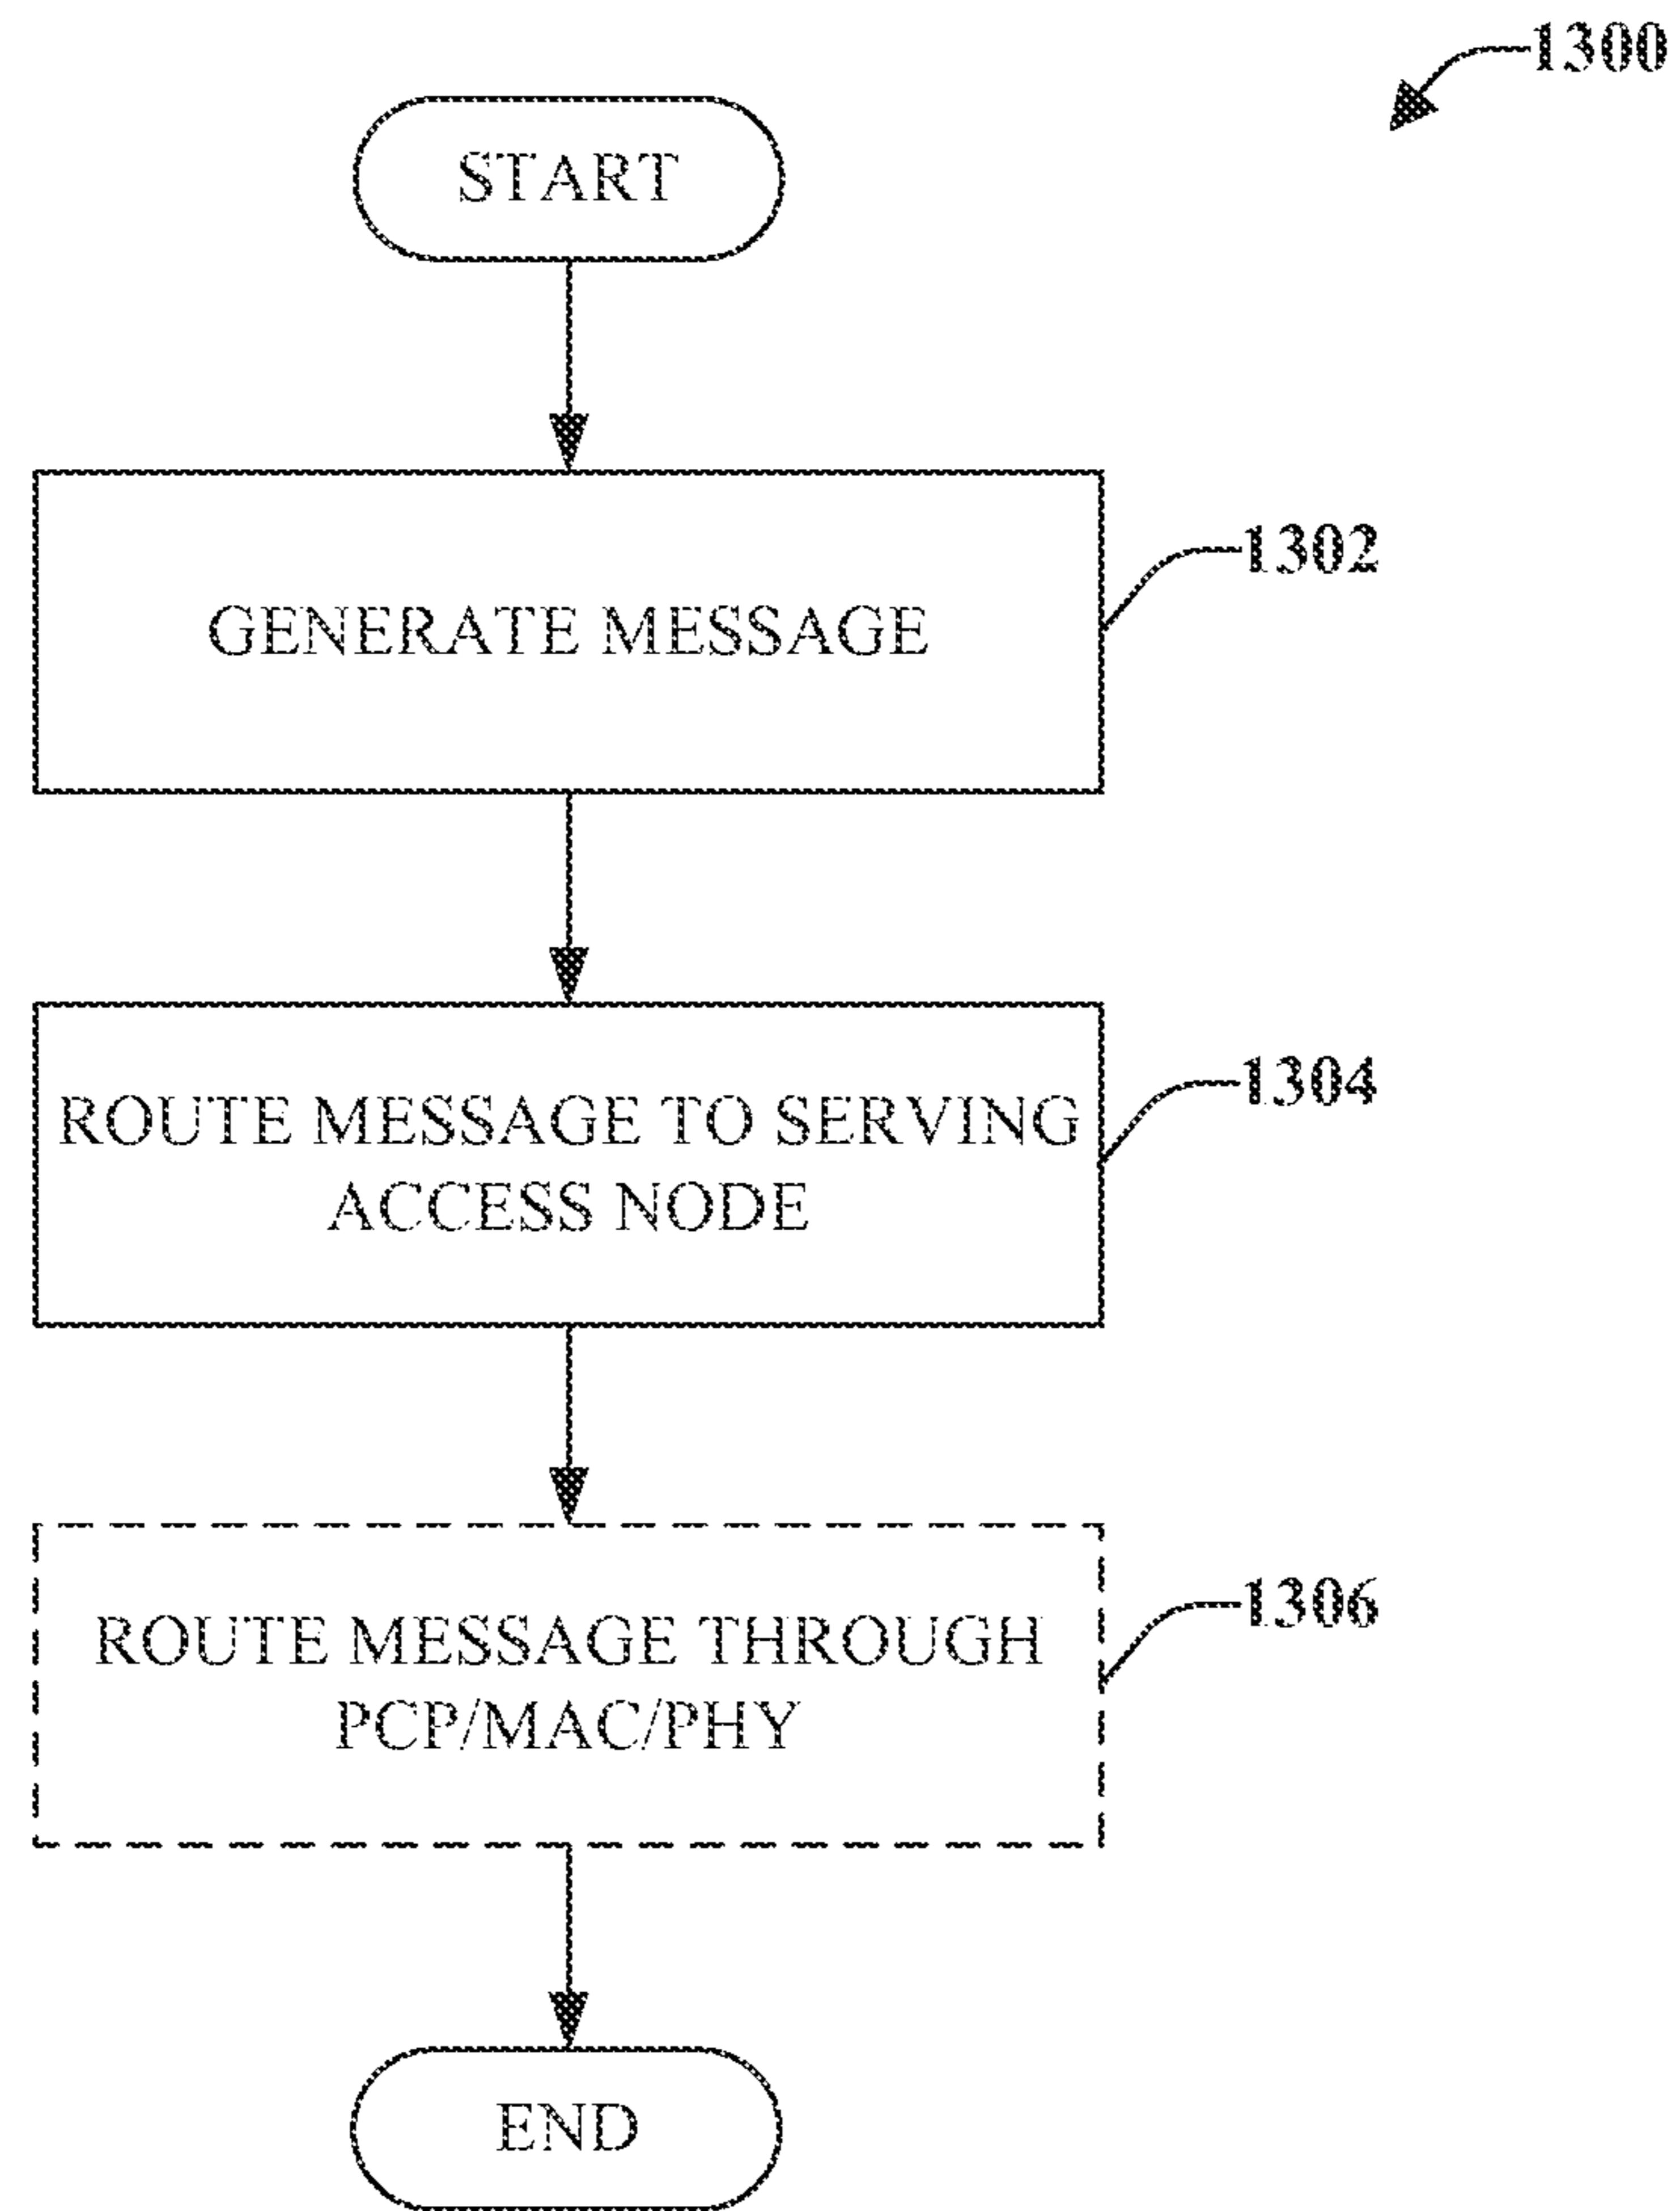 1300
START
GENERATE MESSAGE
1302
ROUTE MESSAGE TO SERVING
ACCESS NODE
1304
ROUTE MESSAGE THROUGH
PCP/MAC/PHY
1306
END